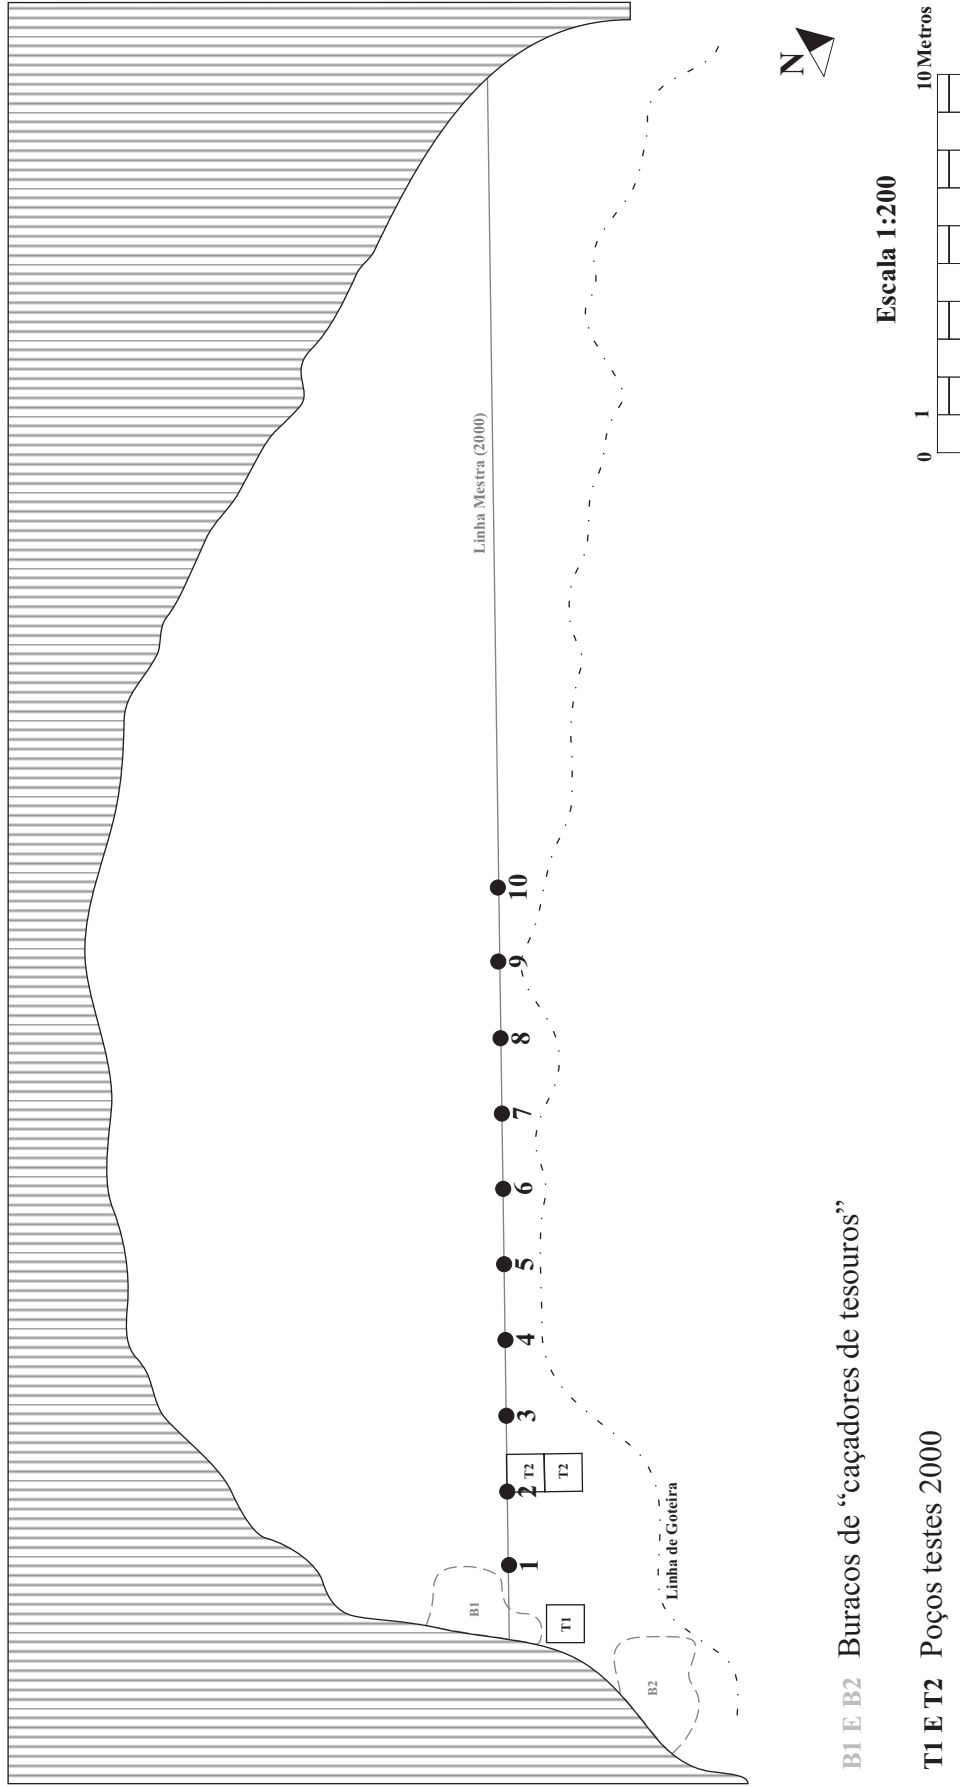 Linha Mestra (2000)
1
2
3
4
5
6
7
8
9
10
B1
T1
T2
T2
B2
Linha de Goteira
N
B1 E B2 Buracos de “caçadores de tesouros”
T1 E T2 Poços testes 2000
Escala 1:200
0 1 10 Metros